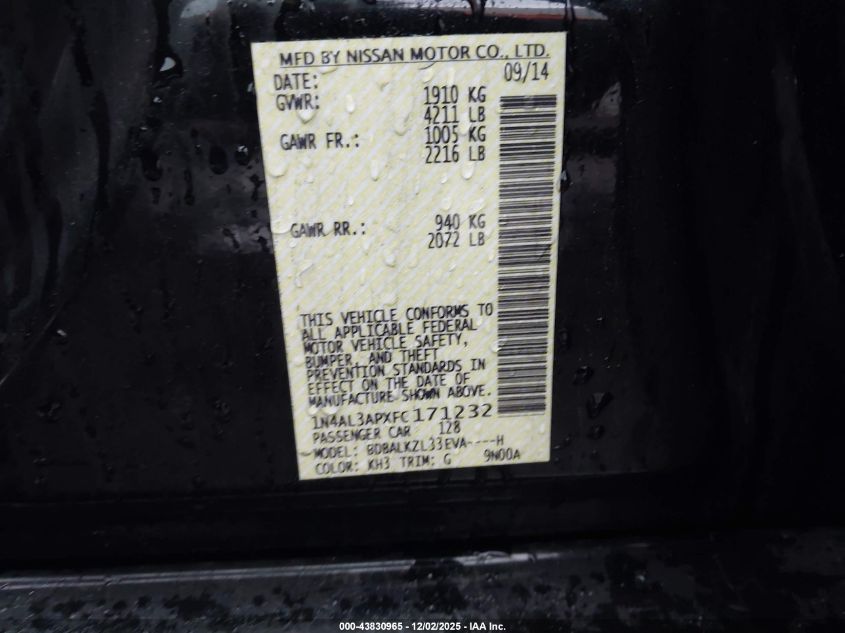 MFD BY NISSAN MOTOR CO., LTD.
DATE: 09/14
GVWR: 1910 KG
4211 LB
GAWR FR.: 1005 KG
2216 LB
GAWR RR.: 940 KG
2072 LB
THIS VEHICLE CONFORMS TO
ALL APPLICABLE FEDERAL
MOTOR VEHICLE SAFETY,
BUMPER, AND THEFT
PREVENTION STANDARDS IN
EFFECT ON THE DATE OF
MANUFACTURE SHOWN ABOVE.
1N4AL3APXFC171232
PASSENGER CAR 128
MODEL: BDBALKZL33EVA----H
COLOR: KH3 TRIM: G 9N00A
000-43830965 - 12/02/2025 - IAA Inc.